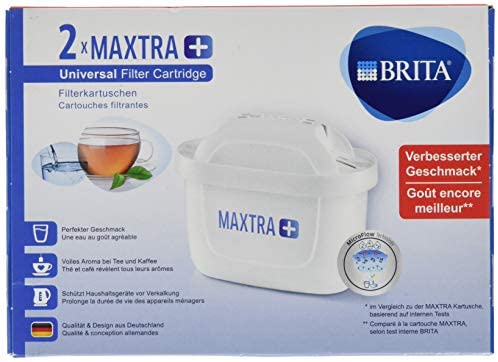 2x MAXTRA+
Universal Filter Cartridge
Filterkartuschen
Cartouches filtrantes
BRITA®
Verbesserter
Geschmack*
Goût encore
meilleur**
MAXTRA+
MicroFlow Technologie
Perfekter Geschmack
Une eau au goût agréable
Volles Aroma bei Tee und Kaffee
Thé et café révèlent tous leurs arômes
Schützt Haushaltsgeräte vor Verkalkung
Prolonge la durée de vie des appareils ménagers
Qualität & Design aus Deutschland
Qualité & conception allemandes
* im Vergleich zu der MAXTRA Kartusche,
basierend auf internen Tests
** Comparé à la cartouche MAXTRA,
selon test interne BRITA